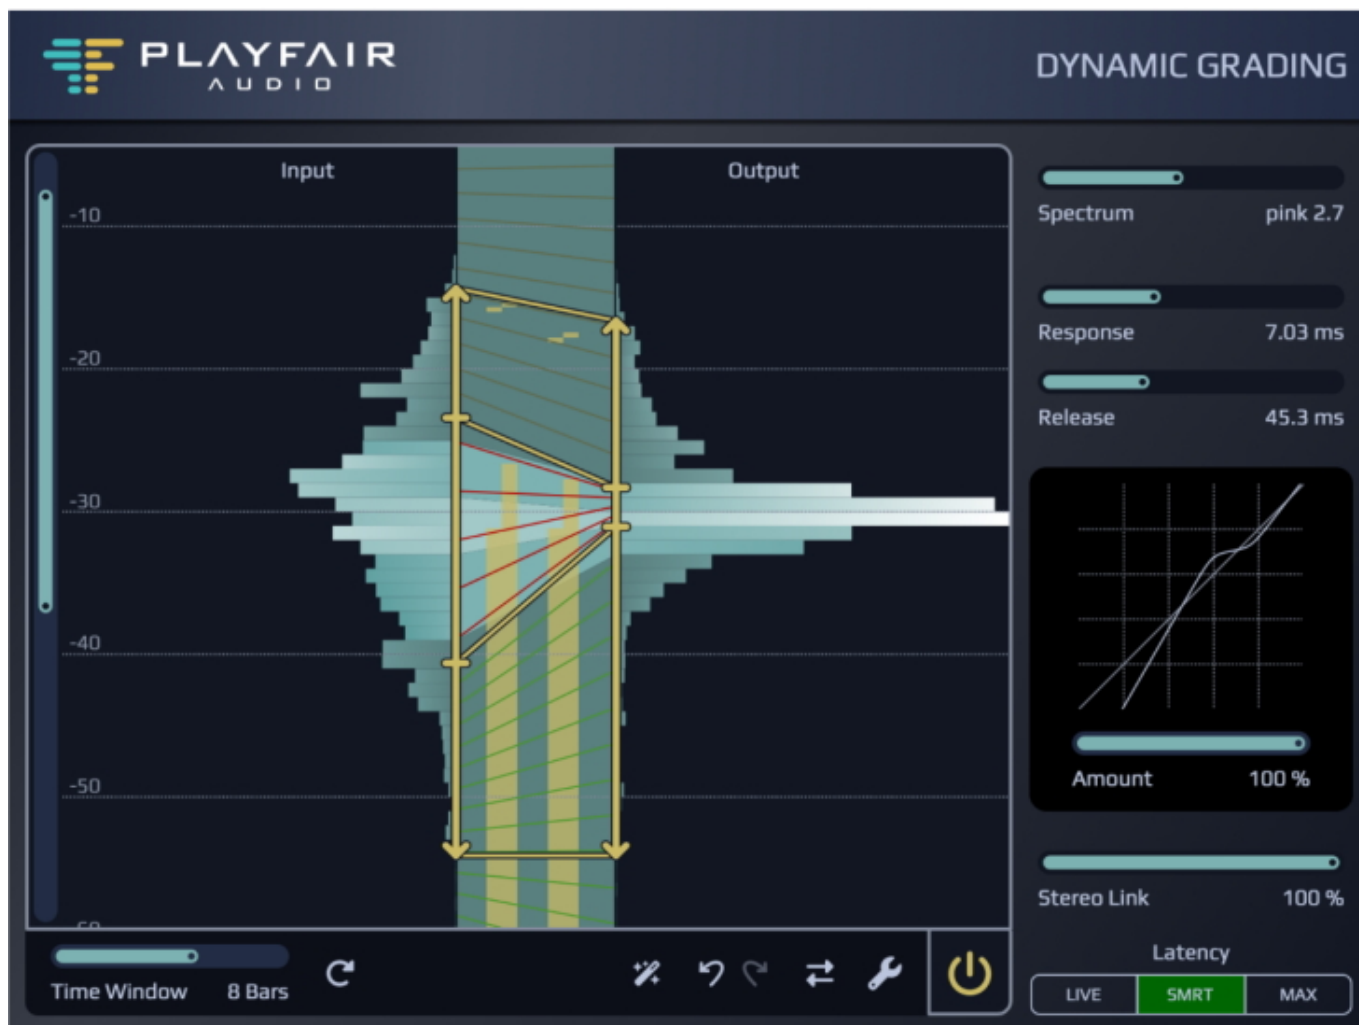 PLAYFAIR
AUDIO
DYNAMIC GRADING
Input
Output
-10
-20
-30
-40
-50
Spectrum pink 2.7
Response 7.03 ms
Release 45.3 ms
Amount 100 %
Stereo Link 100 %
Latency
LIVE SMRT MAX
Time Window 8 Bars